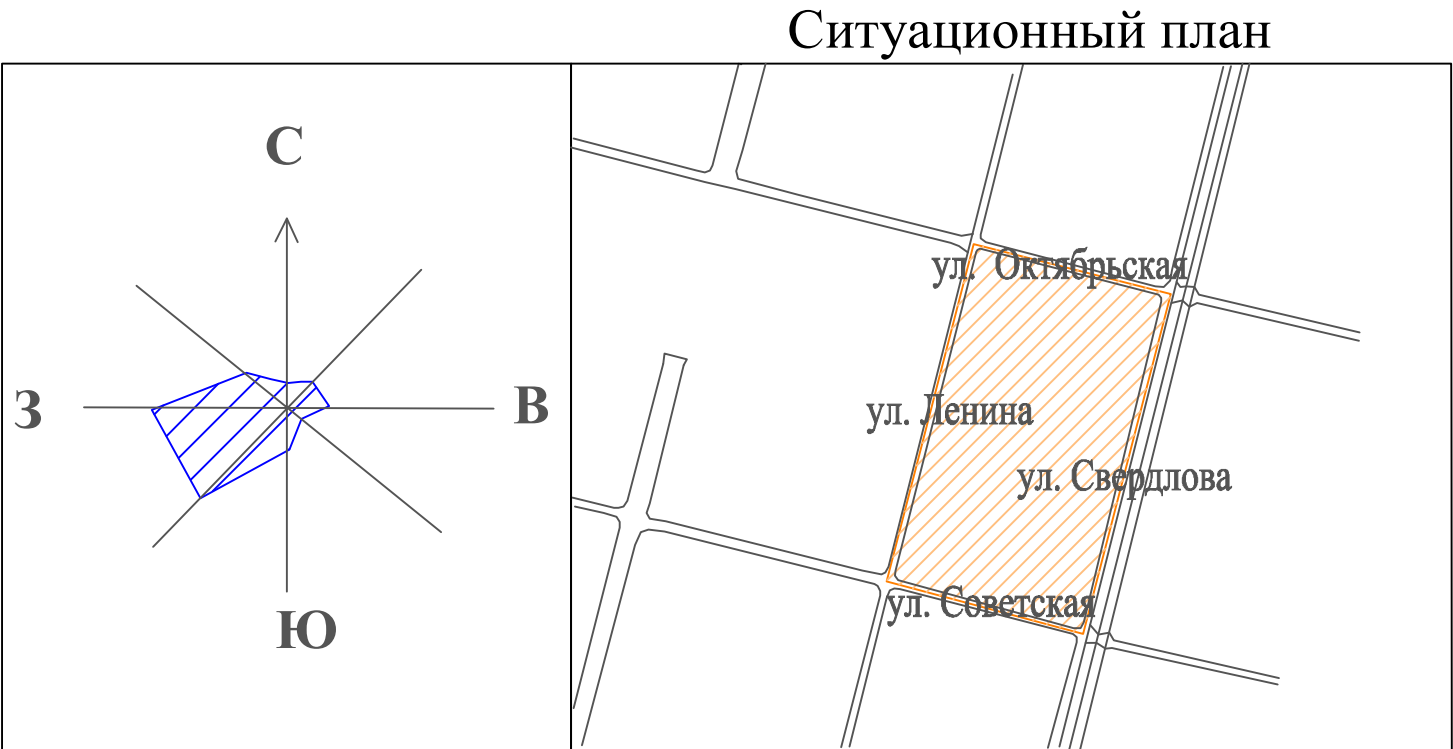 Ситуационный план
С
З
В
Ю
ул. Октябрьская
ул. Ленина
ул. Свердлова
ул. Советская